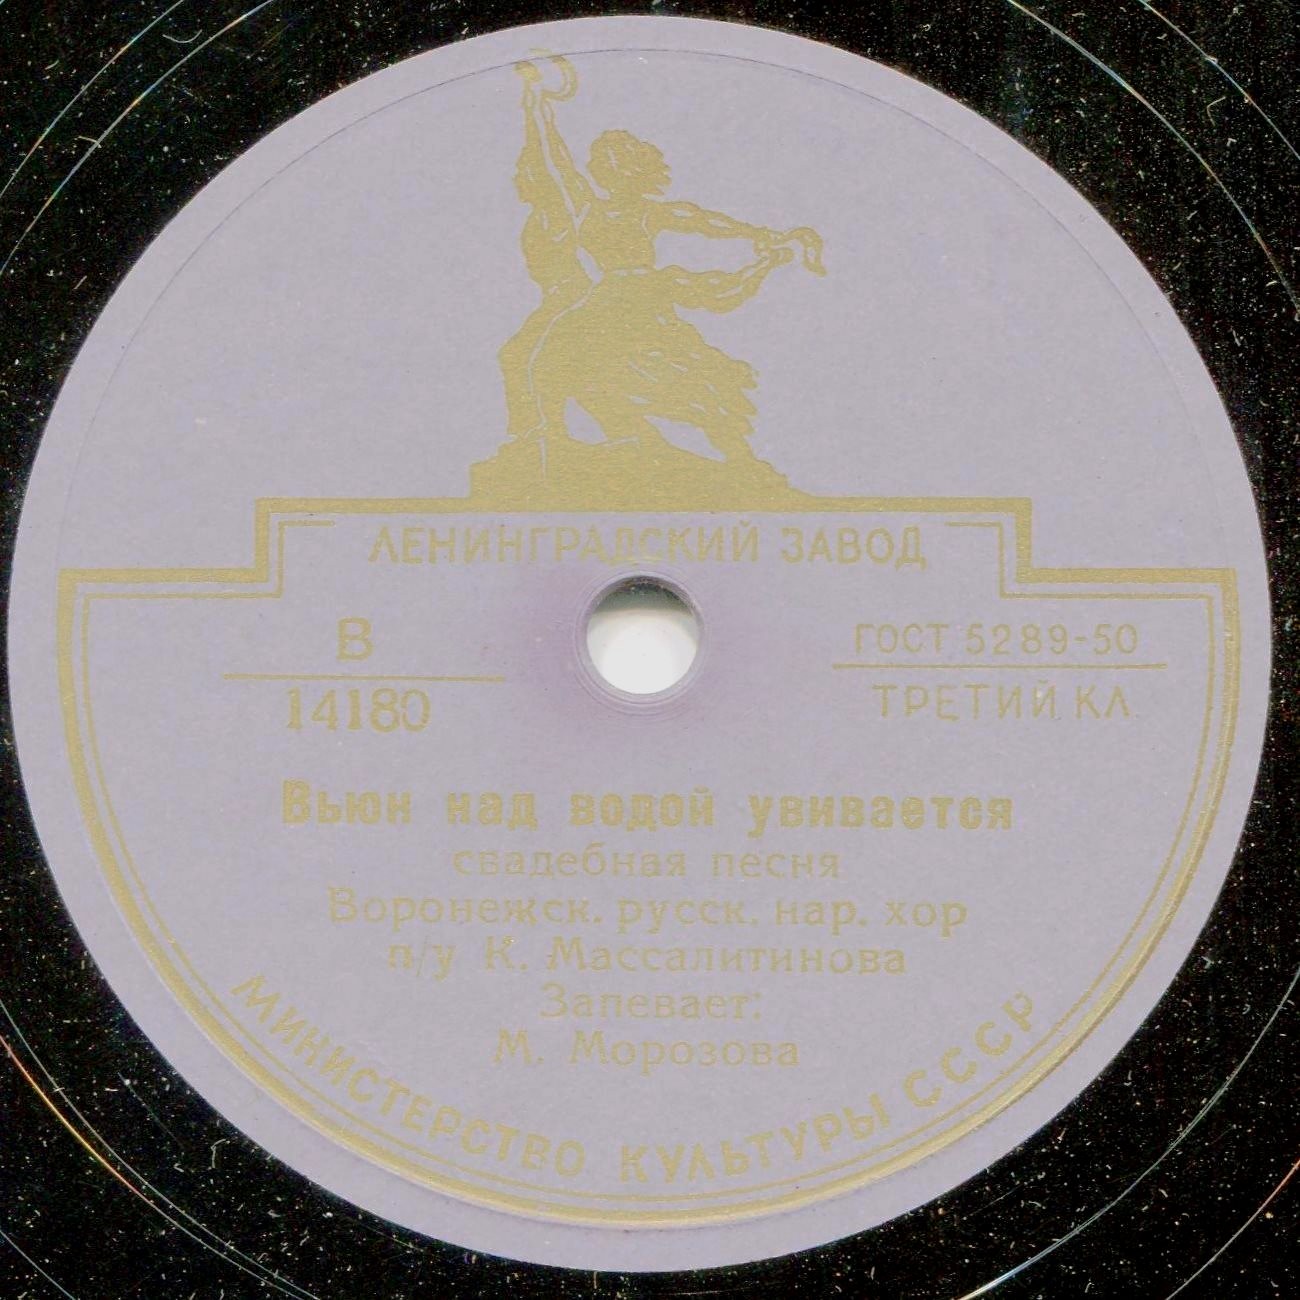 ЛЕНИНГРАДСКИЙ ЗАВОД
В
14180
ГОСТ 5289-50
ТРЕТИЙ КЛ.
Вьюн над водой увивается
свадебная песня
Воронежск. русск. нар. хор
п/у К. Массалитинова
Запевает:
М. Морозова
МИНИСТЕРСТВО КУЛЬТУРЫ СССР